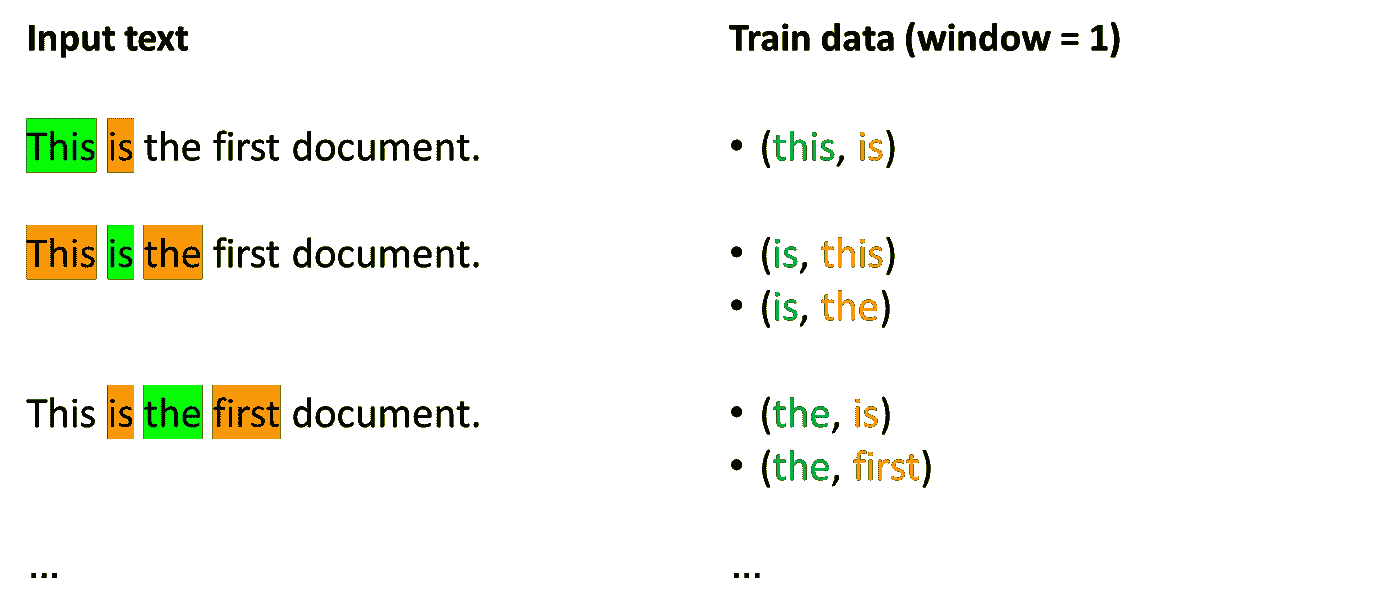 Input text
Train data (window = 1)
This is the first document.
• (this, is)
This is the first document.
• (is, this)
• (is, the)
This is the first document.
• (the, is)
• (the, first)
...
...